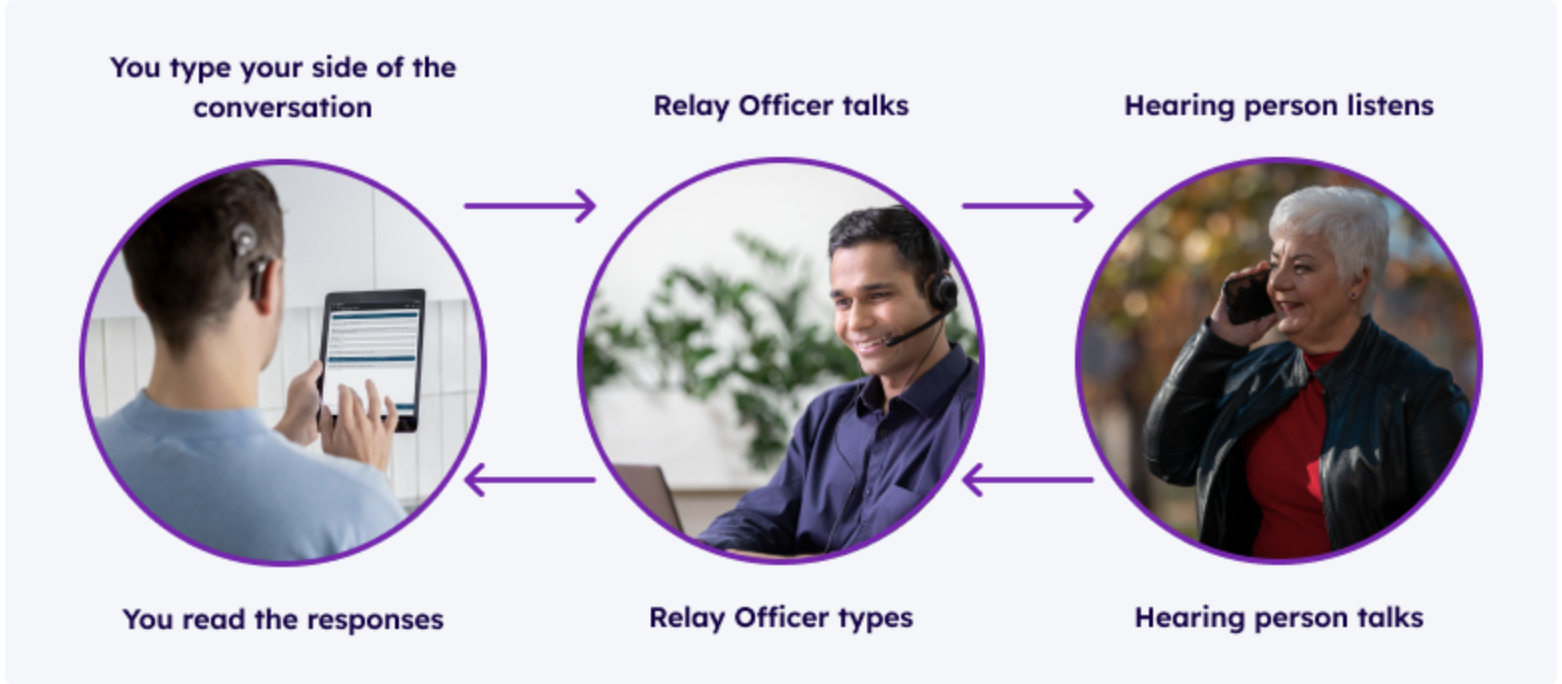 You type your side of the
conversation
Relay Officer talks
Hearing person listens
You read the responses
Relay Officer types
Hearing person talks